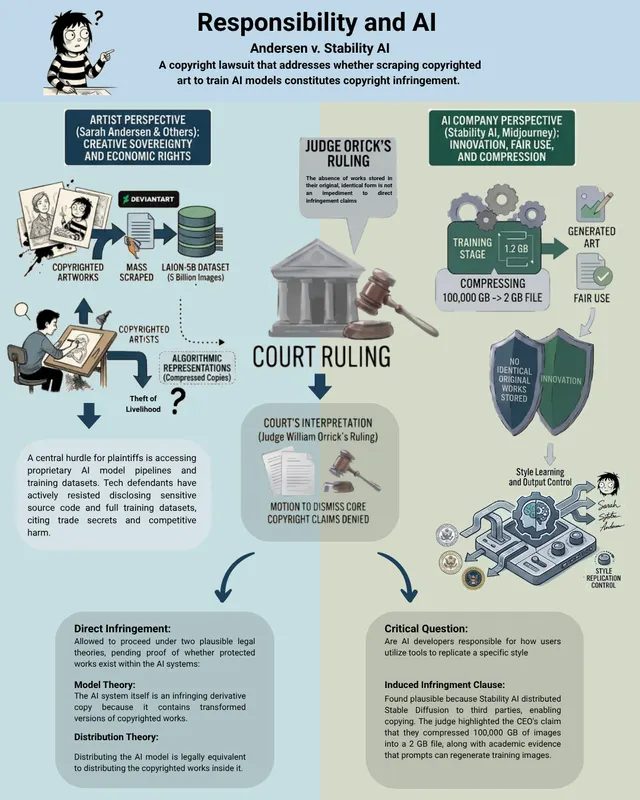 ?
Responsibility and AI
Andersen v. Stability AI
A copyright lawsuit that addresses whether scraping copyrighted
art to train AI models constitutes copyright infringement.
ARTIST PERSPECTIVE
(Sarah Andersen & Others):
CREATIVE SOVEREIGNTY
AND ECONOMIC RIGHTS
DEVIANTART
COPYRIGHTED
ARTWORKS
MASS
SCRAPED
LAION-5B DATASET
(5 Billion Images)
COPYRIGHTED
ARTISTS
ALGORITHMIC
REPRESENTATIONS
(Compressed Copies)
Theft of
Livelihood
?
A central hurdle for plaintiffs is accessing
proprietary AI model pipelines and
training datasets. Tech defendants have
actively resisted disclosing sensitive
source code and full training datasets,
citing trade secrets and competitive
harm.
JUDGE ORICK'S
RULING
The absence of works stored in
their original, identical form is not
an impediment to direct
infringement claims
COURT RULING
COURT'S INTERPRETATION
(Judge William Orrick's Ruling)
MOTION TO DISMISS CORE
COPYRIGHT CLAIMS DENIED
AI COMPANY PERSPECTIVE
(Stability AI, Midjourney):
INNOVATION, FAIR USE,
AND COMPRESSION
TRAINING
STAGE
1.2 GB
COMPRESSING
100,000 GB -> 2 GB FILE
GENERATED
ART
FAIR USE
NO
IDENTICAL
ORIGINAL
WORKS
STORED
INNOVATION
Style Learning
and Output Control
Sarah
Andersen
STYLE
REPLICATION
CONTROL
Direct Infringement:
Allowed to proceed under two plausible legal
theories, pending proof of whether protected
works exist within the AI systems:
Model Theory:
The AI system itself is an infringing derivative
copy because it contains transformed
versions of copyrighted works.
Distribution Theory:
Distributing the AI model is legally equivalent
to distributing the copyrighted works inside it.
Critical Question:
Are AI developers responsible for how users
utilize tools to replicate a specific style
Induced Infringment Clause:
Found plausible because Stability AI distributed
Stable Diffusion to third parties, enabling
copying. The judge highlighted the CEO's claim
that they compressed 100,000 GB of images
into a 2 GB file, along with academic evidence
that prompts can regenerate training images.